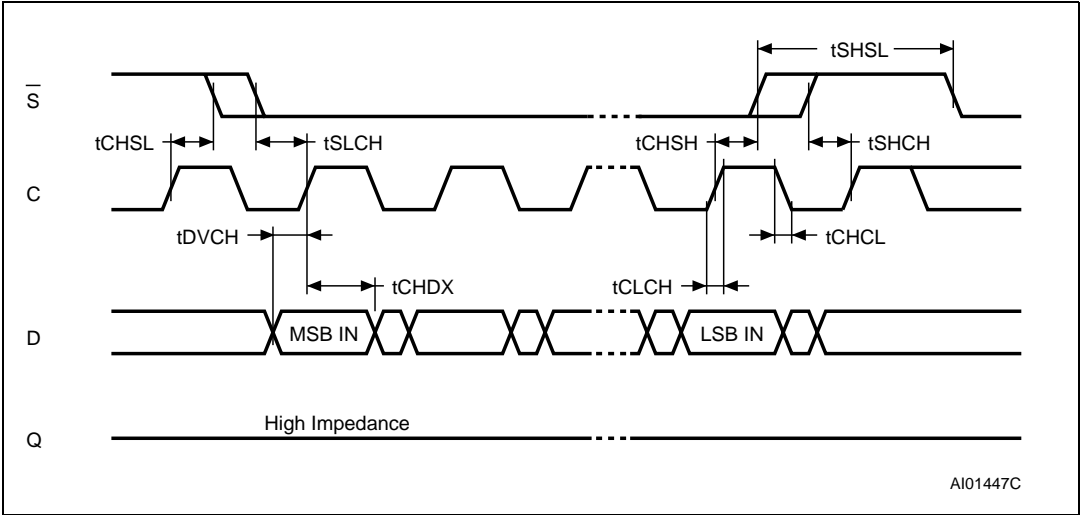 tSHSL
S
tCHSL
tSLCH
tCHSH
tSHCH
C
tDVCH
tCHCL
tCHDX
tCLCH
D
MSB IN
LSB IN
High Impedance
Q
AI01447C